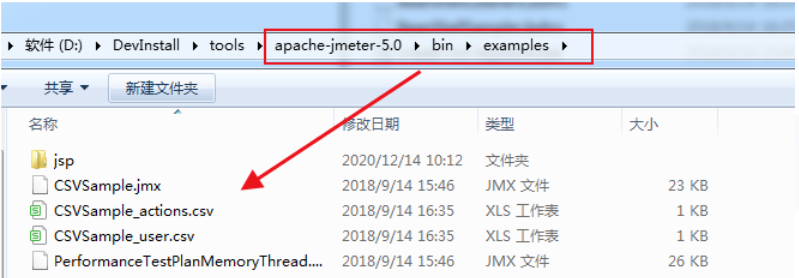 软件 (D:) ▸ DevInstall ▸ tools ▸ apache-jmeter-5.0 ▸ bin ▸ examples ▸
共享 新建文件夹
名称 修改日期 类型 大小
jsp 2020/12/14 10:12 文件夹
CSVSample.jmx 2018/9/14 15:46 JMX 文件 23 KB
CSVSample_actions.csv 2018/9/14 16:35 XLS 工作表 1 KB
CSVSample_user.csv 2018/9/14 16:35 XLS 工作表 1 KB
PerformanceTestPlanMemoryThread.... 2018/9/14 15:46 JMX 文件 26 KB